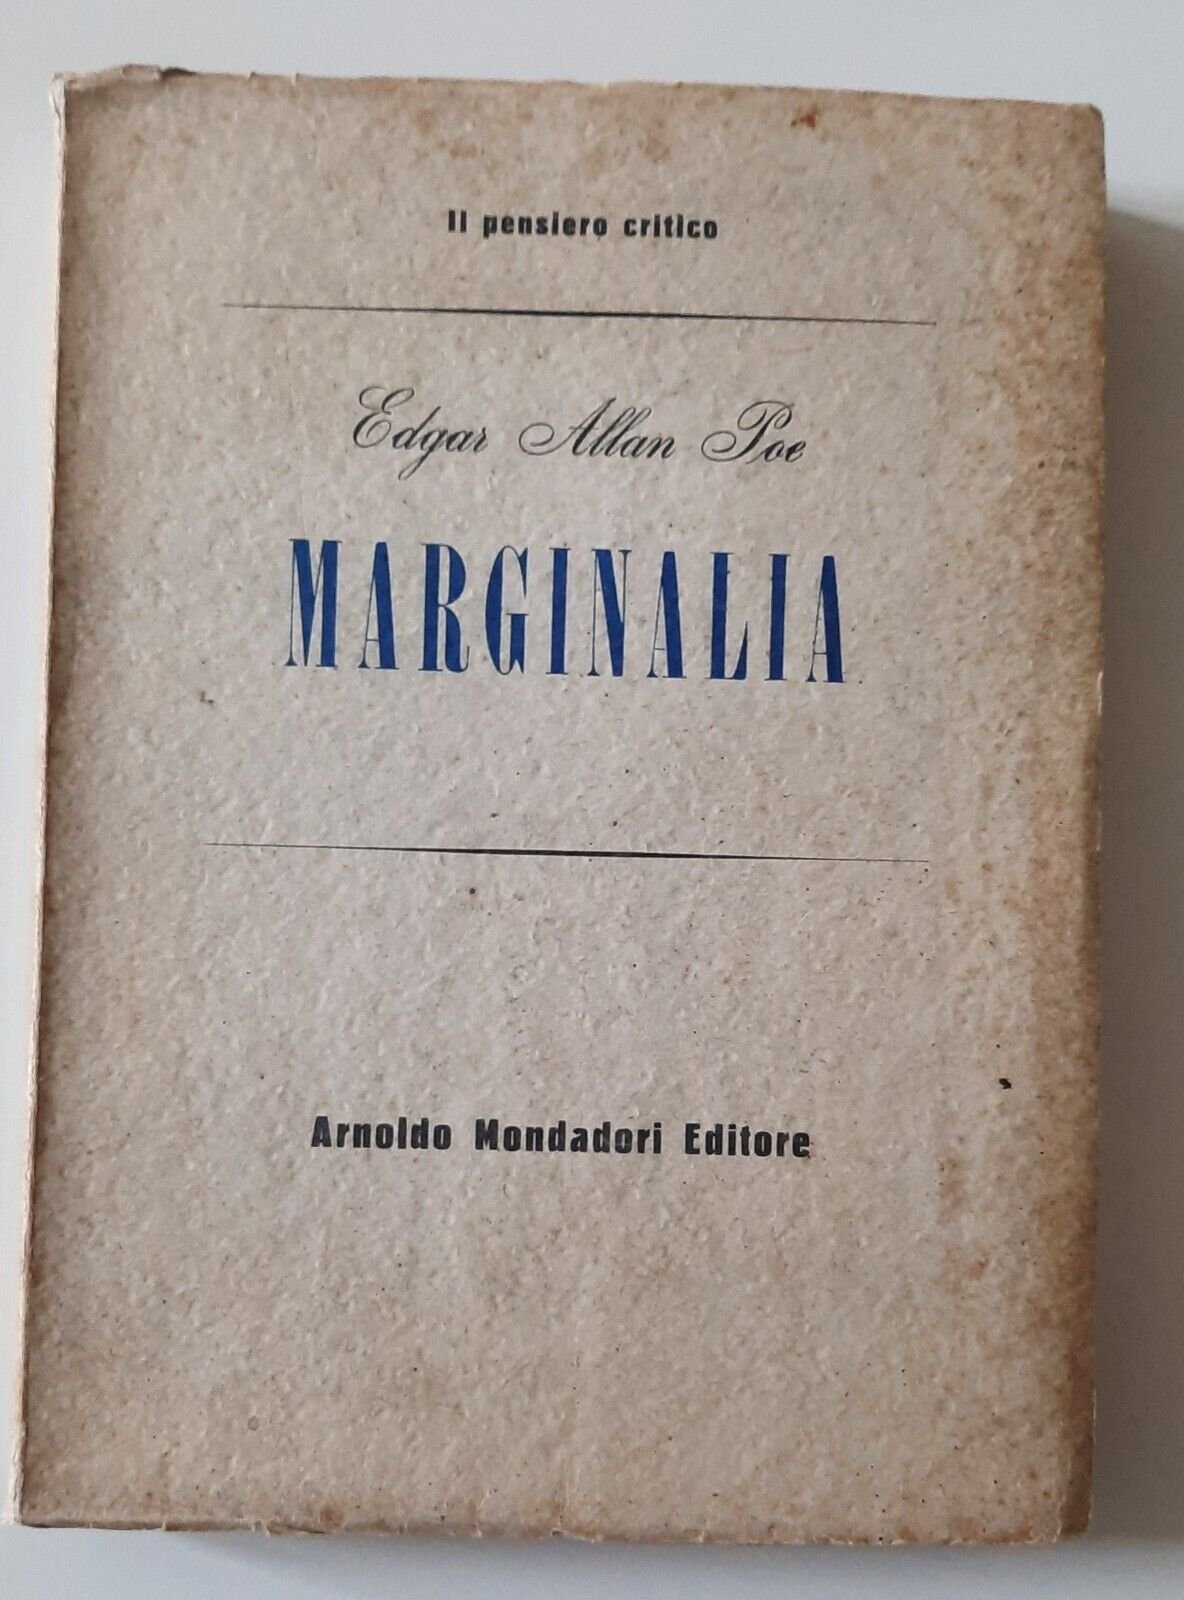 Il pensiero critico
Edgar Allan Poe
MARGINALIA
Arnoldo Mondadori Editore